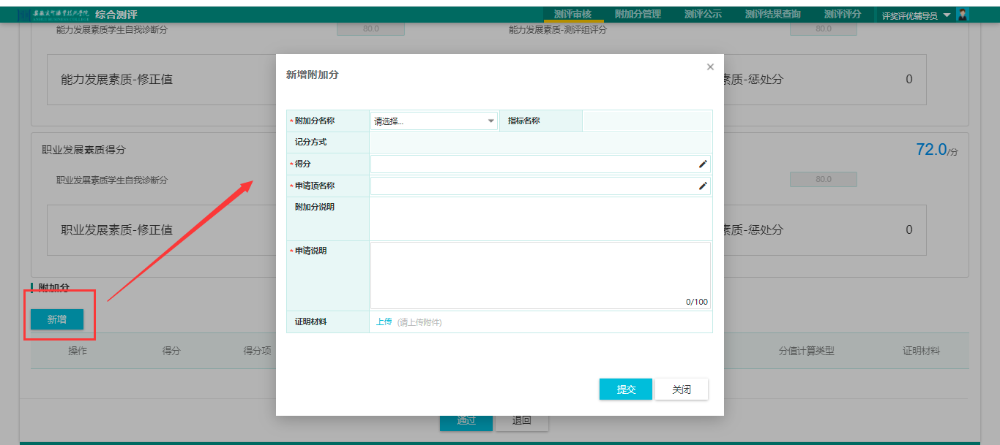 综合测评 测评审核 附加分管理 测评公示 测评结果查询 测评评分 评奖评优辅导员
能力发展素质学生自我诊断分 80.0 能力发展素质-测评组评分 80.0
能力发展素质-修正值 素质-惩处分 0
职业发展素质得分 72.0/分
职业发展素质学生自我诊断分 80.0
职业发展素质-修正值 素质-惩处分 0
附加分
新增
操作 得分 得分项 分值计算类型 证明材料
通过 退回
新增附加分 ×
*附加分名称 请选择... 指标名称
记分方式
*得分
*申请项名称
附加分说明
*申请说明
0/100
证明材料 上传 (请上传附件)
提交 关闭